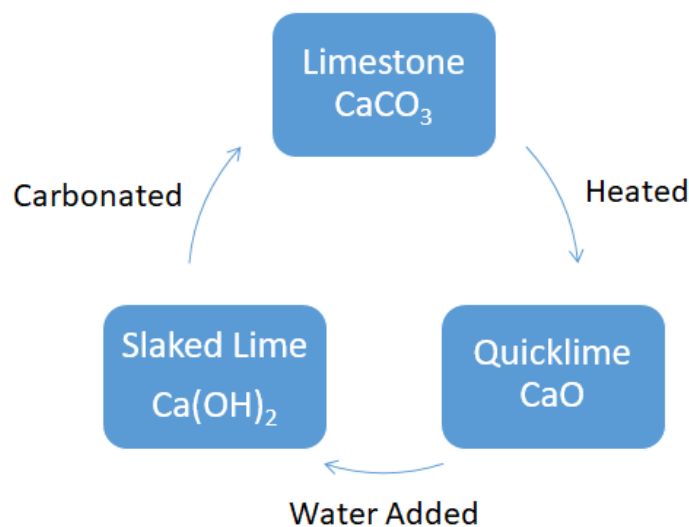 Limestone
CaCO₃
Carbonated
Heated
Slaked Lime
Ca(OH)₂
Quicklime
CaO
Water Added